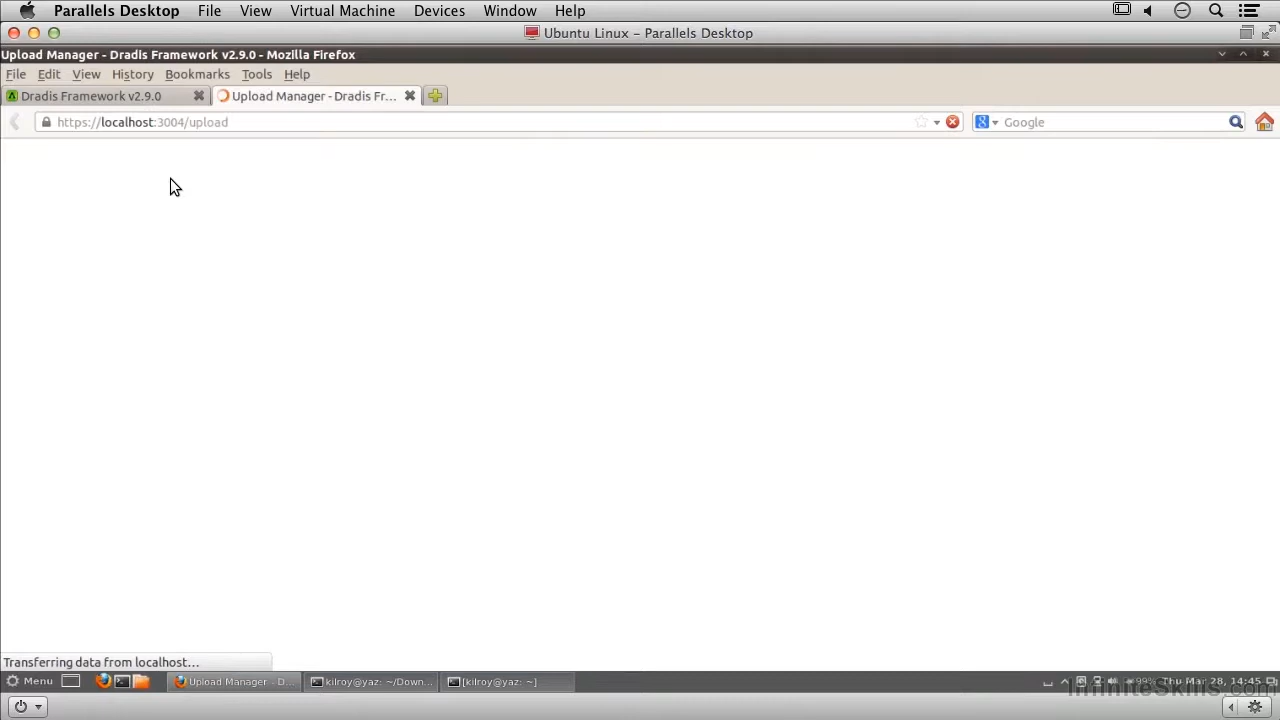 Parallels Desktop File View Virtual Machine Devices Window Help
Ubuntu Linux – Parallels Desktop
Upload Manager - Dradis Framework v2.9.0 - Mozilla Firefox
File Edit View History Bookmarks Tools Help
Dradis Framework v2.9.0 Upload Manager - Dradis Fr...
https://localhost:3004/upload Google
Transferring data from localhost...
Menu Upload Manager - D... kilroy@yaz: ~/Down... [kilroy@yaz: ~] 99% Thu Mar 28, 14:45
InfiniteSkills.com